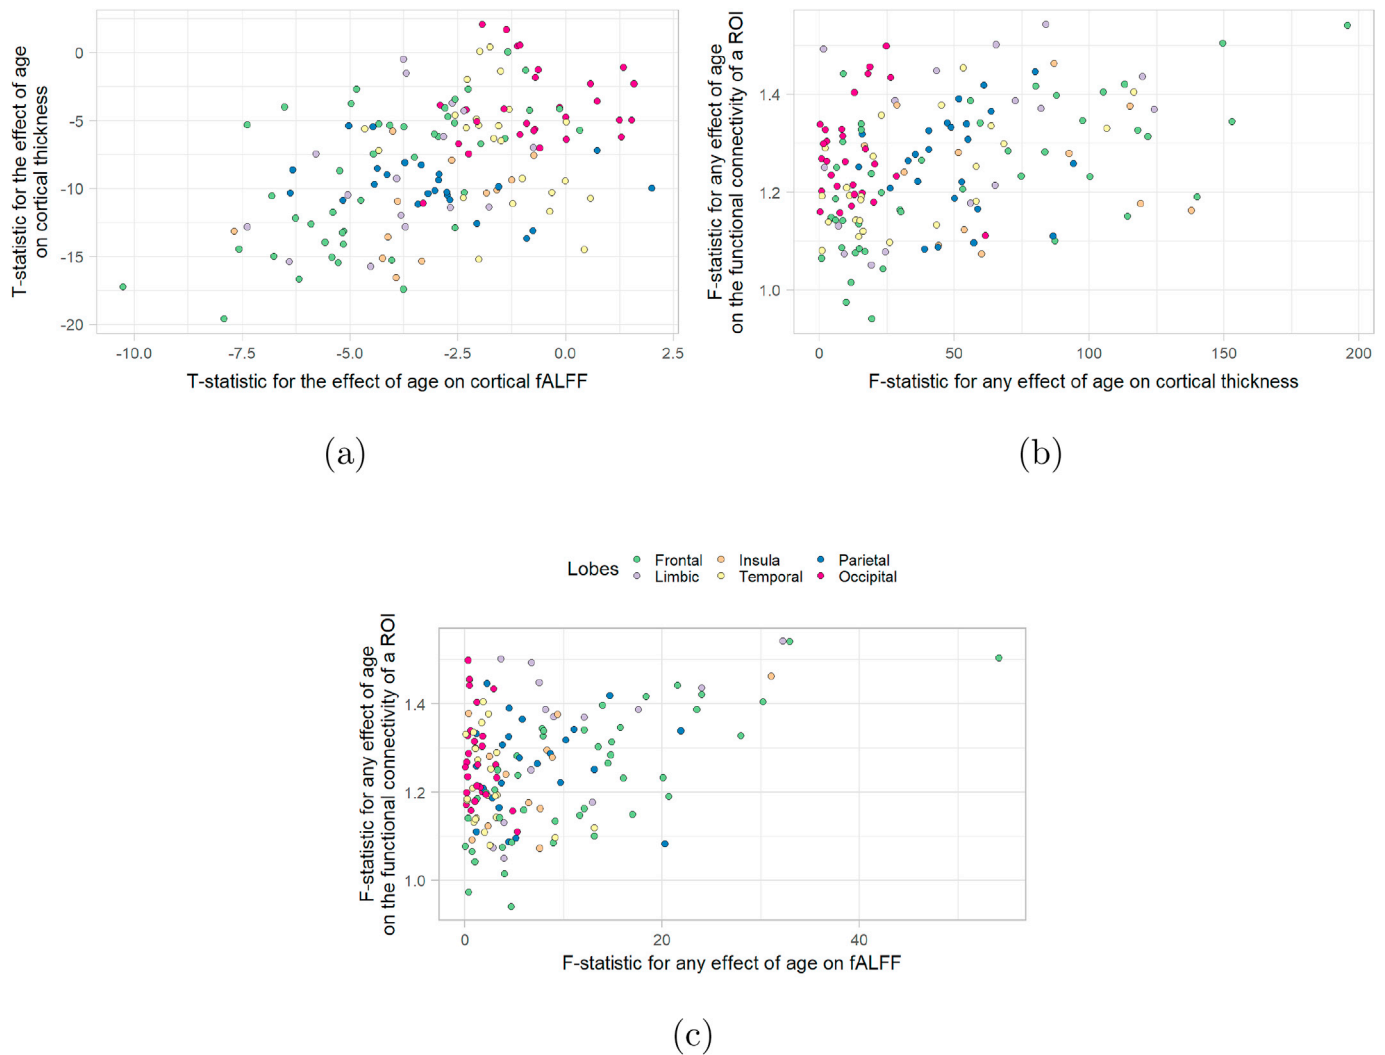 T-statistic for the effect of age
on cortical thickness
0
-5
-10
-15
-20
-10.0 -7.5 -5.0 -2.5 0.0 2.5
T-statistic for the effect of age on cortical fALFF
(a)
F-statistic for any effect of age
on the functional connectivity of a ROI
1.4
1.2
1.0
0 50 100 150 200
F-statistic for any effect of age on cortical thickness
(b)
Lobes
Frontal Insula Parietal
Limbic Temporal Occipital
F-statistic for any effect of age
on the functional connectivity of a ROI
1.4
1.2
1.0
0 20 40
F-statistic for any effect of age on fALFF
(c)